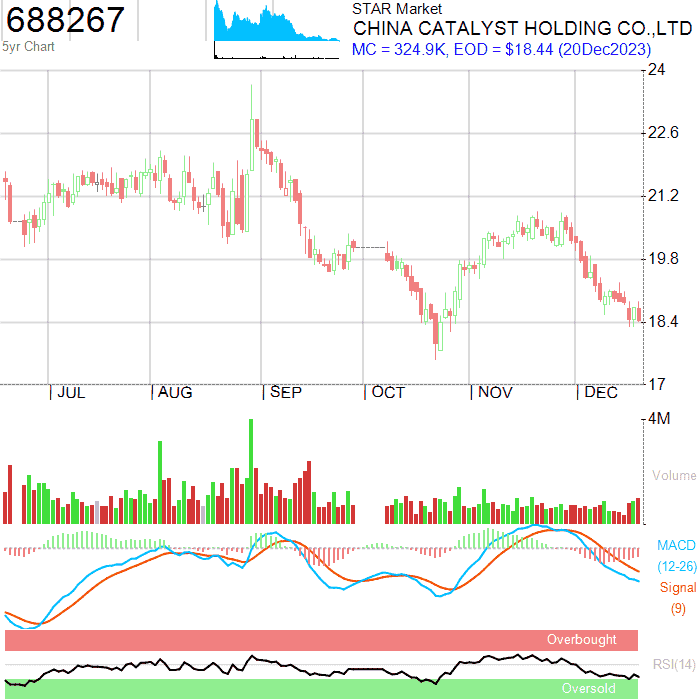 688267
5yr Chart
STAR Market
CHINA CATALYST HOLDING CO.,LTD
MC = 324.9K, EOD = $18.44 (20Dec2023)
24
22.6
21.2
19.8
18.4
17
JUL AUG SEP OCT NOV DEC
4M
Volume
MACD
(12-26)
Signal
(9)
Overbought
RSI(14)
Oversold